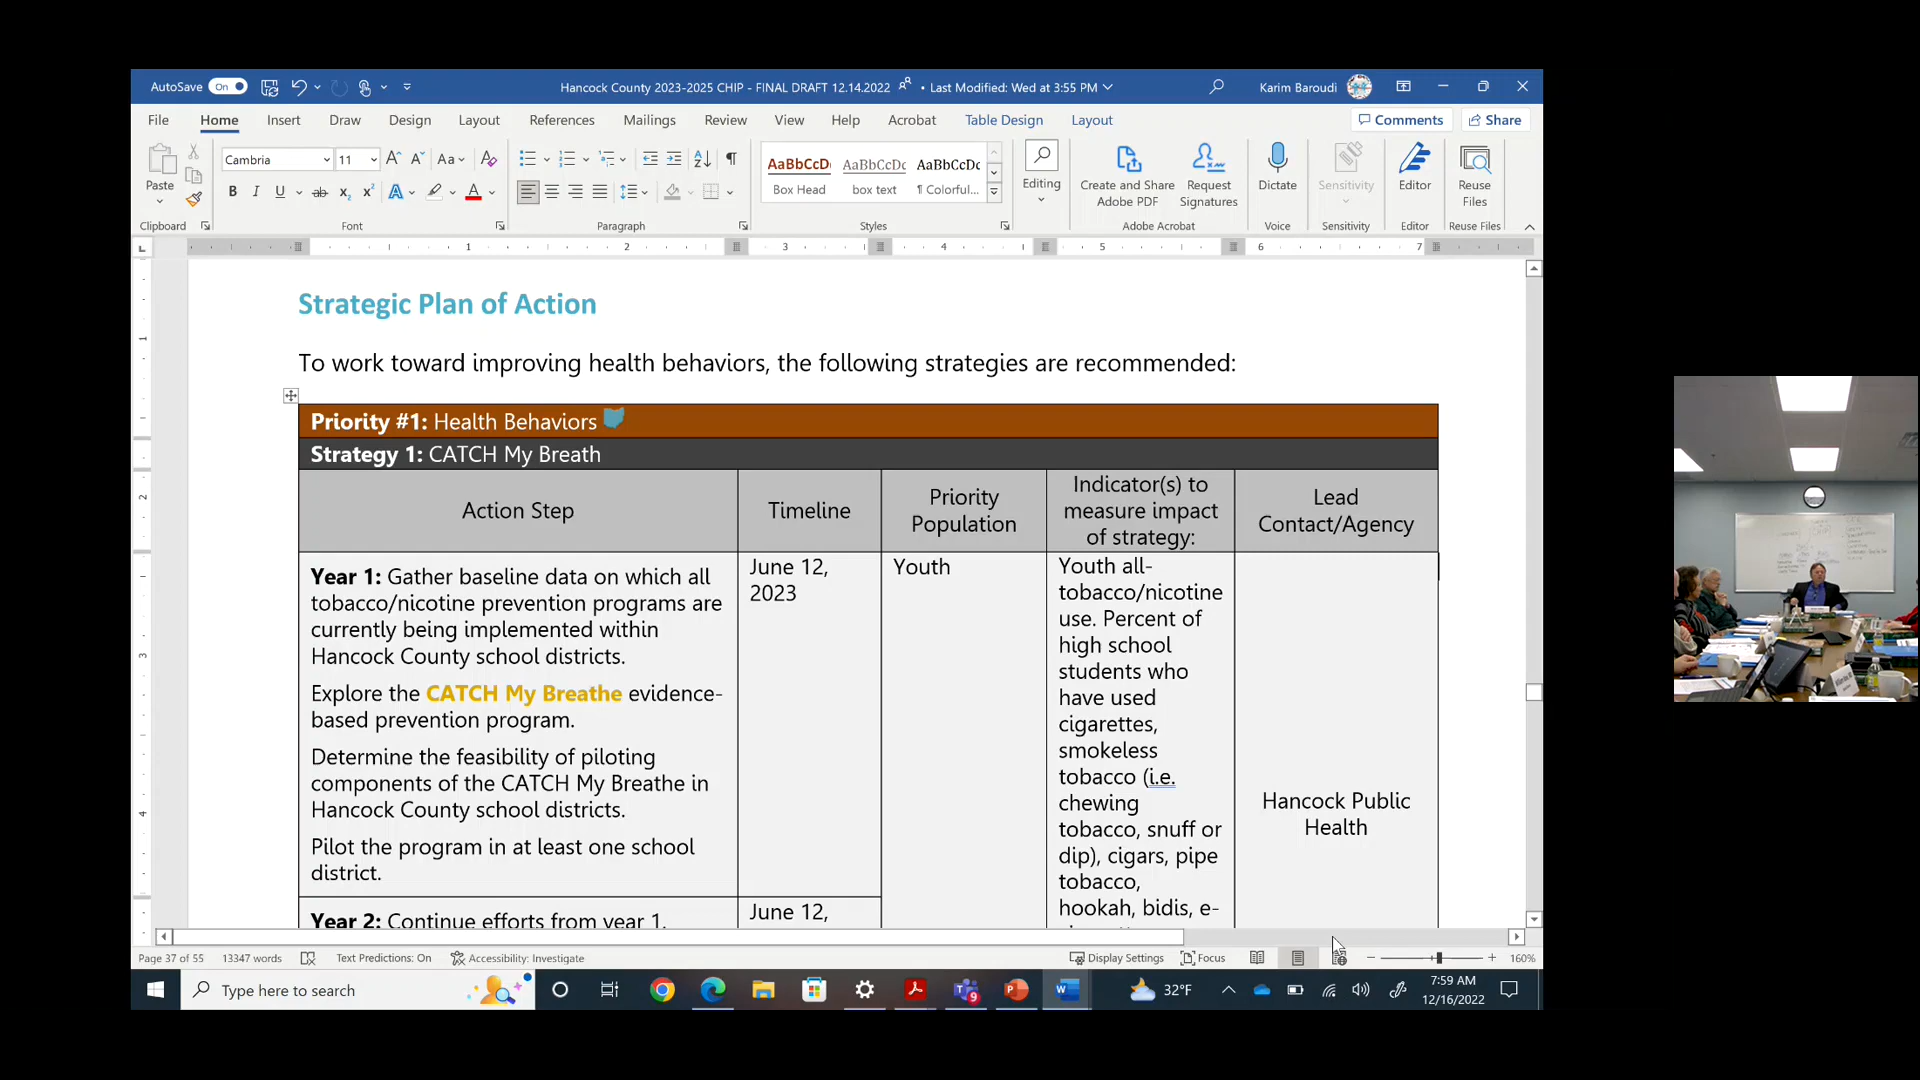 AutoSave On
Hancock County 2023-2025 CHIP - FINAL DRAFT 12.14.2022 • Last Modified: Wed at 3:55 PM
Karim Baroudi
File Home Insert Draw Design Layout References Mailings Review View Help Acrobat Table Design Layout
Comments Share
Paste
Clipboard
Cambria 11
Font
Paragraph
AaBbCcD AaBbCcDc AaBbCcDc
Box Head box text ¶ Colorful...
Styles
Editing
Create and Share
Adobe PDF
Request
Signatures
Adobe Acrobat
Dictate
Voice
Sensitivity
Sensitivity
Editor
Editor
Reuse
Files
Reuse Files
1 2 3 4 5 6 7
Strategic Plan of Action
To work toward improving health behaviors, the following strategies are recommended:
Priority #1: Health Behaviors
Strategy 1: CATCH My Breath
Action Step
Timeline
Priority
Population
Indicator(s) to
measure impact
of strategy:
Lead
Contact/Agency
Year 1: Gather baseline data on which all
tobacco/nicotine prevention programs are
currently being implemented within
Hancock County school districts.
Explore the CATCH My Breathe evidence-
based prevention program.
Determine the feasibility of piloting
components of the CATCH My Breathe in
Hancock County school districts.
Pilot the program in at least one school
district.
June 12,
2023
Youth
Youth all-
tobacco/nicotine
use. Percent of
high school
students who
have used
cigarettes,
smokeless
tobacco (i.e.
chewing
tobacco, snuff or
dip), cigars, pipe
tobacco,
hookah, bidis, e-
Hancock Public
Health
Year 2: Continue efforts from year 1.
June 12,
Page 37 of 55 13347 words Text Predictions: On Accessibility: Investigate
Display Settings Focus 160%
Type here to search
9
32°F
7:59 AM
12/16/2022